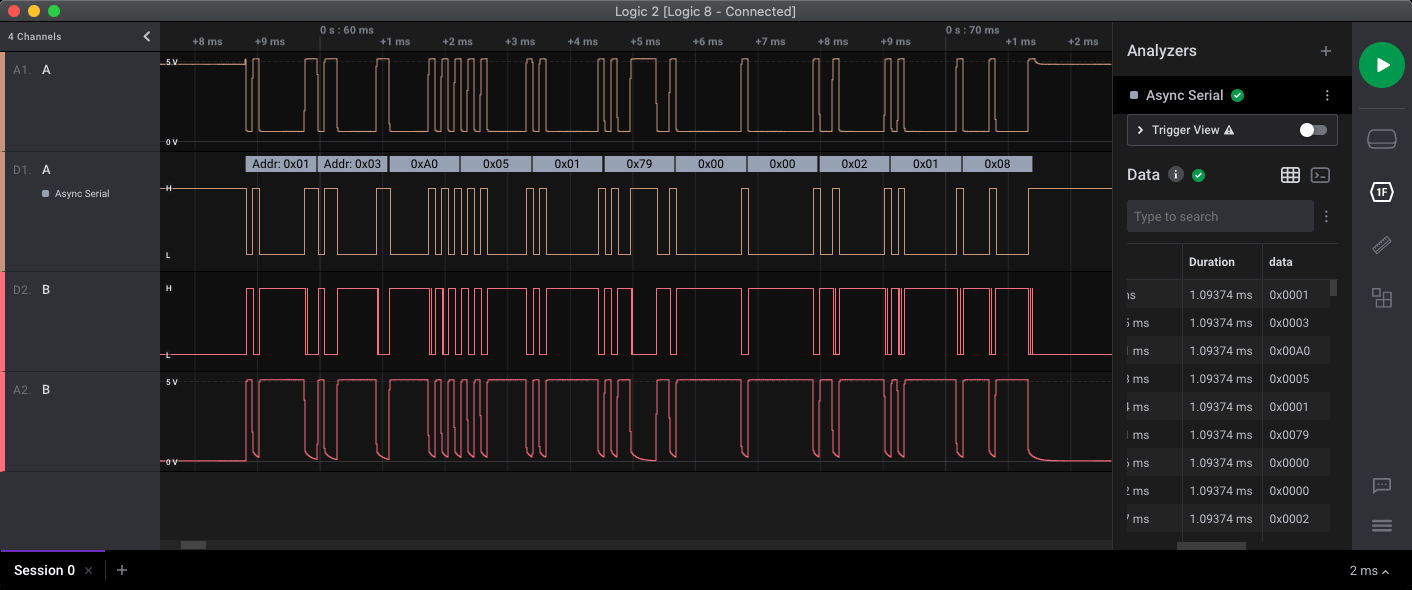 Logic 2 [Logic 8 - Connected]
4 Channels
0 s : 60 ms
0 s : 70 ms
+8 ms
+9 ms
+1 ms
+2 ms
+3 ms
+4 ms
+5 ms
+6 ms
+7 ms
+8 ms
+9 ms
+1 ms
+2 ms
A1. A
5 V
0 V
D1. A
Async Serial
Addr: 0x01
Addr: 0x03
0xA0
0x05
0x01
0x79
0x00
0x00
0x02
0x01
0x08
H
L
D2. B
H
L
A2. B
5 V
0 V
Analyzers
Async Serial
Trigger View
Data
Type to search
Duration data
ms 1.09374 ms 0x0001
5 ms 1.09374 ms 0x0003
1 ms 1.09374 ms 0x00A0
3 ms 1.09374 ms 0x0005
4 ms 1.09374 ms 0x0001
1 ms 1.09374 ms 0x0079
5 ms 1.09374 ms 0x0000
2 ms 1.09374 ms 0x0000
7 ms 1.09374 ms 0x0002
1F
Session 0
2 ms